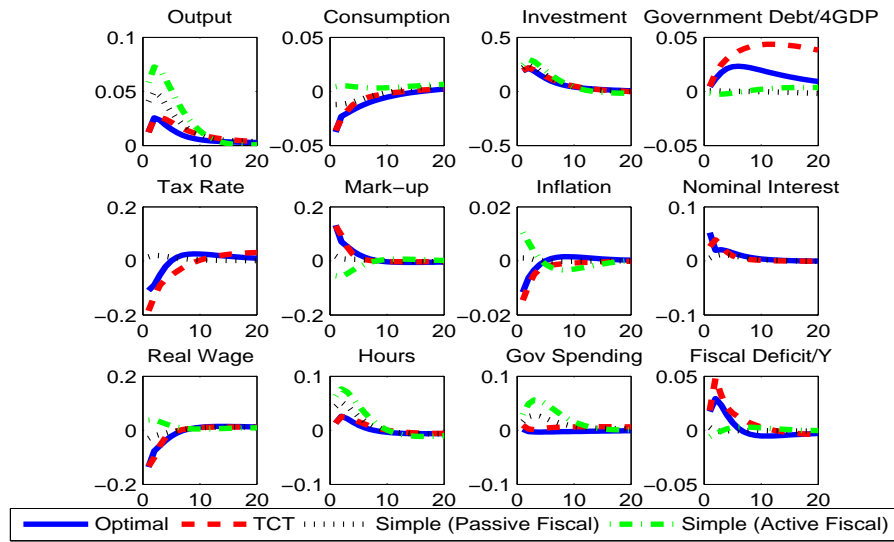 Output
Consumption
Investment
Government Debt/4GDP
0.1
0.05
0
0 10 20
0.05
0
−0.05
0 10 20
0.5
0
−0.5
0 10 20
0.05
0
−0.05
0 10 20
Tax Rate
Mark−up
Inflation
Nominal Interest
0.2
0
−0.2
0 10 20
0.2
0
−0.2
0 10 20
0.02
0
−0.02
0 10 20
0.1
0
−0.1
0 10 20
Real Wage
Hours
Gov Spending
Fiscal Deficit/Y
0.2
0
−0.2
0 10 20
0.1
0
−0.1
0 10 20
0.1
0
−0.1
0 10 20
0.05
0
0.05
0 10 20
Optimal TCT Simple (Passive Fiscal) Simple (Active Fiscal)